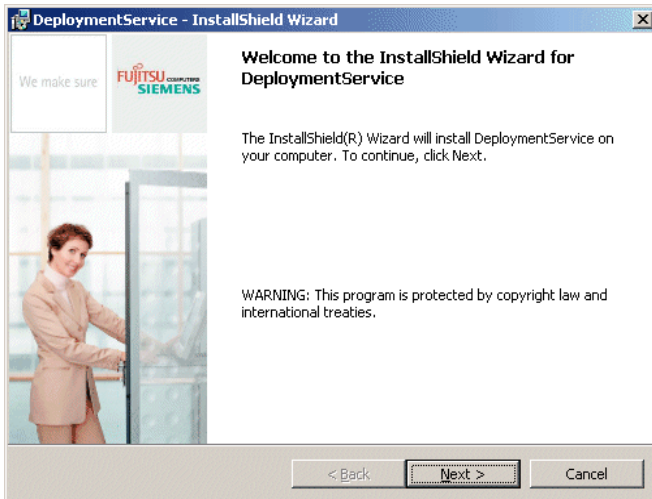 DeploymentService - InstallShield Wizard
We make sure
FUJITSU COMPUTERS
SIEMENS
Welcome to the InstallShield Wizard for
DeploymentService
The InstallShield(R) Wizard will install DeploymentService on
your computer. To continue, click Next.
WARNING: This program is protected by copyright law and
international treaties.
< Back
Next >
Cancel